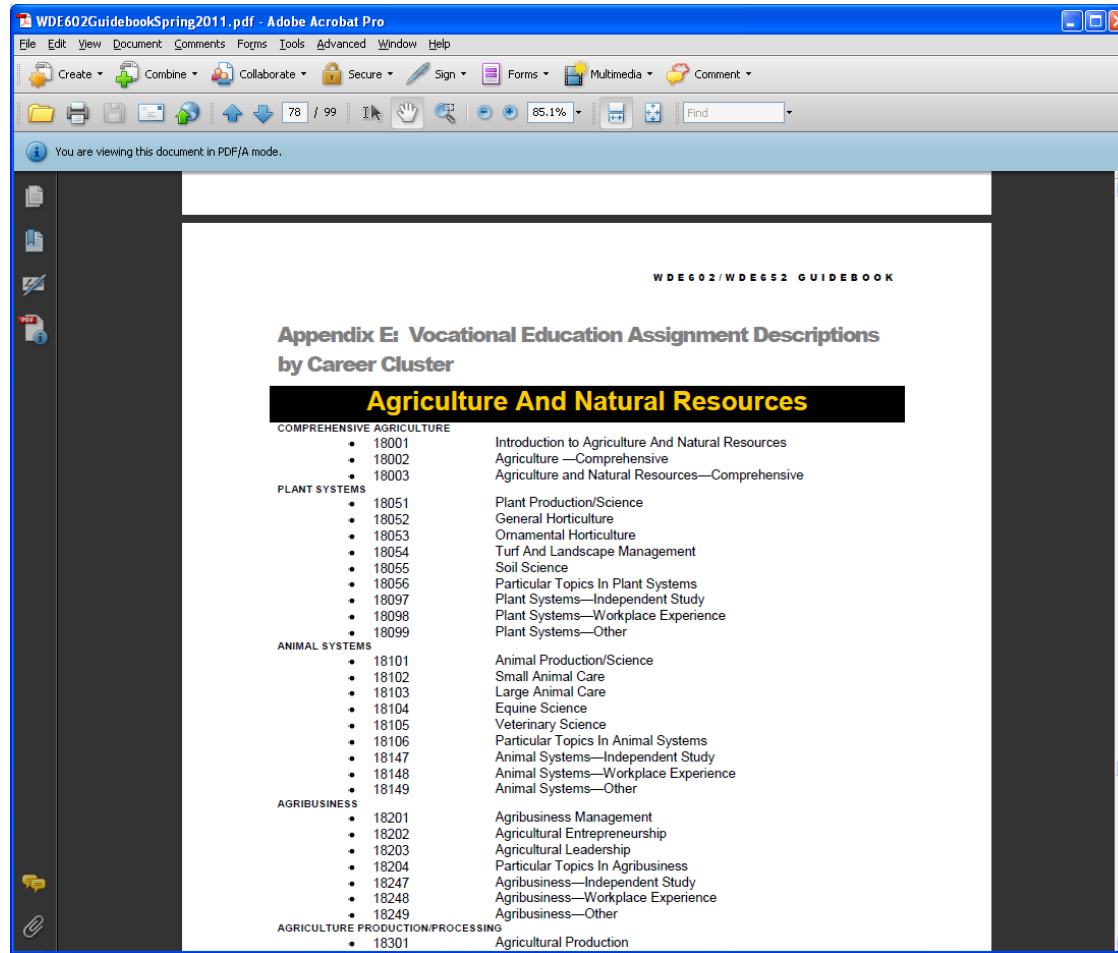 WDE602GuidebookSpring2011.pdf - Adobe Acrobat Pro
File Edit View Document Comments Forms Tools Advanced Window Help
Create Combine Collaborate Secure Sign Forms Multimedia Comment
78 / 99 85.1% Find
You are viewing this document in PDF/A mode.
WDE602/WDE652 GUIDEBOOK
Appendix E: Vocational Education Assignment Descriptions
by Career Cluster
Agriculture And Natural Resources
COMPREHENSIVE AGRICULTURE
• 18001 Introduction to Agriculture And Natural Resources
• 18002 Agriculture —Comprehensive
• 18003 Agriculture and Natural Resources—Comprehensive
PLANT SYSTEMS
• 18051 Plant Production/Science
• 18052 General Horticulture
• 18053 Ornamental Horticulture
• 18054 Turf And Landscape Management
• 18055 Soil Science
• 18056 Particular Topics In Plant Systems
• 18097 Plant Systems—Independent Study
• 18098 Plant Systems—Workplace Experience
• 18099 Plant Systems—Other
ANIMAL SYSTEMS
• 18101 Animal Production/Science
• 18102 Small Animal Care
• 18103 Large Animal Care
• 18104 Equine Science
• 18105 Veterinary Science
• 18106 Particular Topics In Animal Systems
• 18147 Animal Systems—Independent Study
• 18148 Animal Systems—Workplace Experience
• 18149 Animal Systems—Other
AGRIBUSINESS
• 18201 Agribusiness Management
• 18202 Agricultural Entrepreneurship
• 18203 Agricultural Leadership
• 18204 Particular Topics In Agribusiness
• 18247 Agribusiness—Independent Study
• 18248 Agribusiness—Workplace Experience
• 18249 Agribusiness—Other
AGRICULTURE PRODUCTION/PROCESSING
• 18301 Agricultural Production